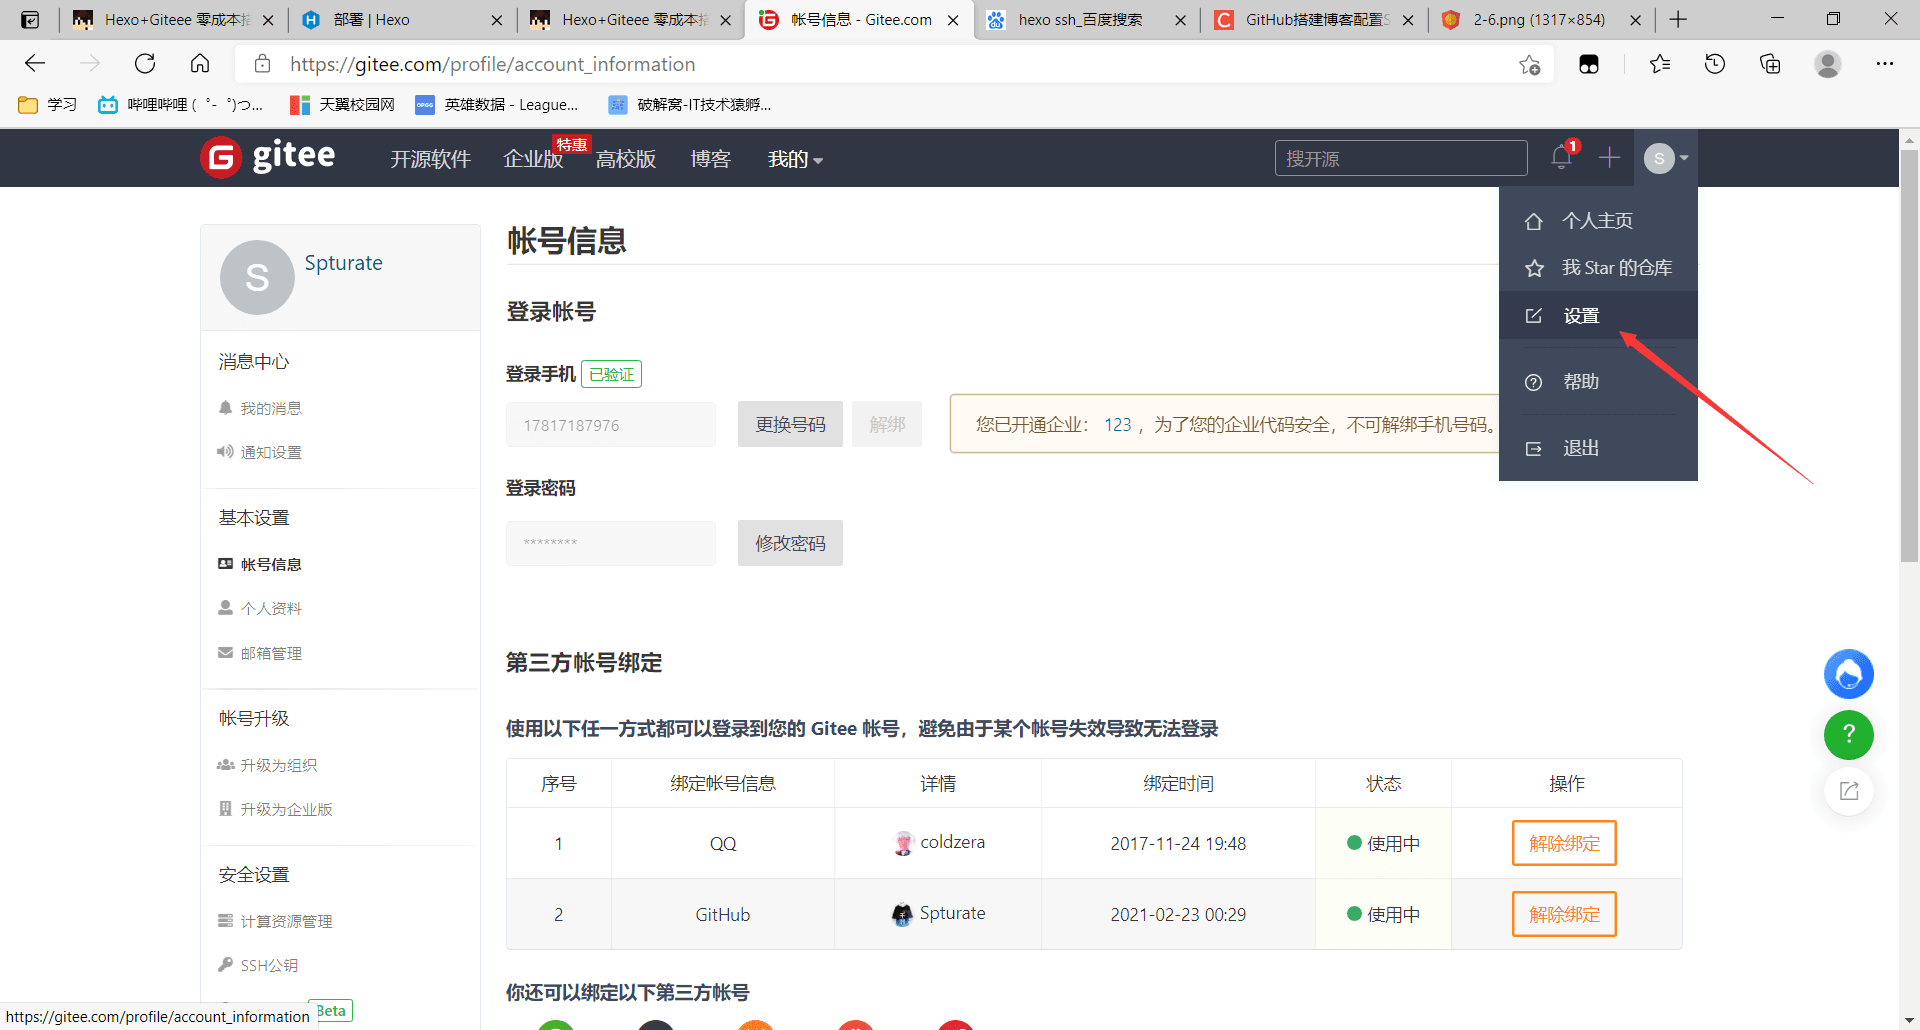 Hexo+Giteee 零成本搭
部署 | Hexo
Hexo+Giteee 零成本搭
帐号信息 - Gitee.com
hexo ssh_百度搜索
GitHub搭建博客配置S
2-6.png (1317×854)
https://gitee.com/profile/account_information
学习
哔哩哔哩 ( ゜- ゜)つ...
天翼校园网
英雄数据 - League...
破解窝-IT技术猿孵...
gitee
开源软件
企业版
特惠
高校版
博客
我的
搜开源
1
S
个人主页
我 Star 的仓库
设置
帮助
退出
S
Spturate
消息中心
我的消息
通知设置
基本设置
帐号信息
个人资料
邮箱管理
帐号升级
升级为组织
升级为企业版
安全设置
计算资源管理
SSH公钥
Beta
帐号信息
登录帐号
登录手机 已验证
17817187976
更换号码
解绑
您已开通企业： 123 ，为了您的企业代码安全，不可解绑手机号码。
登录密码
********
修改密码
第三方帐号绑定
使用以下任一方式都可以登录到您的 Gitee 帐号，避免由于某个帐号失效导致无法登录
序号 绑定帐号信息 详情 绑定时间 状态 操作
1 QQ coldzera 2017-11-24 19:48 使用中 解除绑定
2 GitHub Spturate 2021-02-23 00:29 使用中 解除绑定
你还可以绑定以下第三方帐号
?
https://gitee.com/profile/account_information